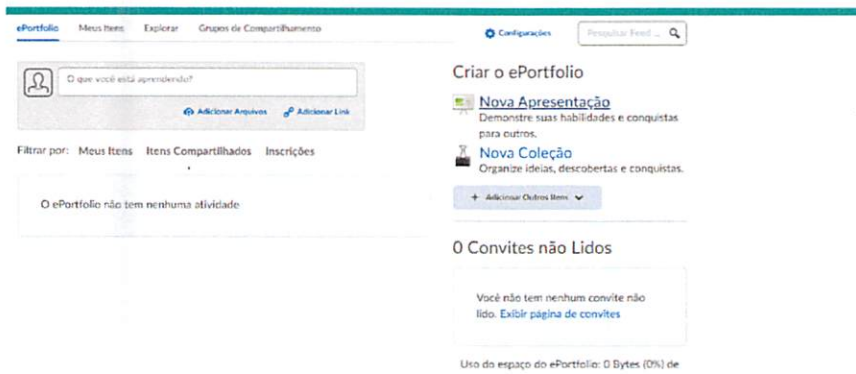 ePortfolio Meus Itens Explorar Grupos de Compartilhamento
Configurações Pesquisar Feed ...
O que você está aprendendo?
Adicionar Arquivos Adicionar Link
Filtrar por: Meus Itens Itens Compartilhados Inscrições
O ePortfolio não tem nenhuma atividade
Criar o ePortfolio
Nova Apresentação
Demonstre suas habilidades e conquistas
para outros.
Nova Coleção
Organize ideias, descobertas e conquistas.
+ Adicionar Outros Itens
0 Convites não Lidos
Você não tem nenhum convite não
lido. Exibir página de convites
Uso do espaço do ePortfolio: 0 Bytes (0%) de